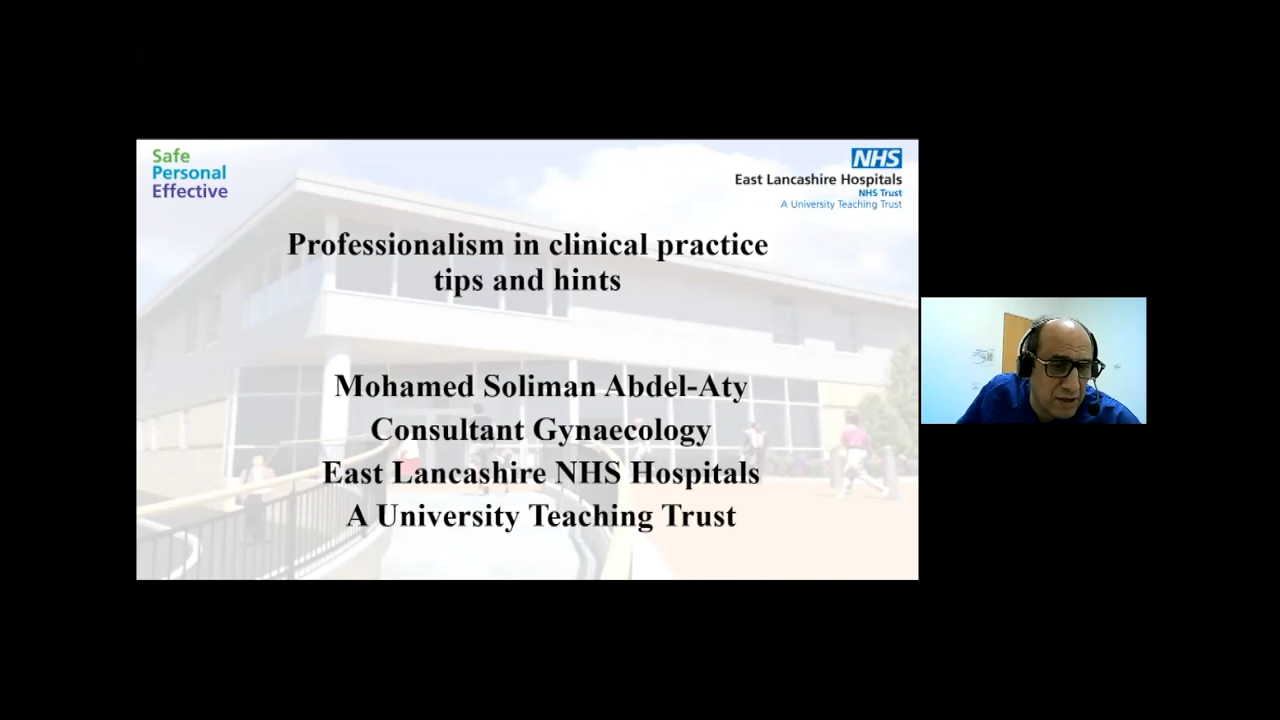 Safe
Personal
Effective
NHS
East Lancashire Hospitals
NHS Trust
A University Teaching Trust
Professionalism in clinical practice
tips and hints
Mohamed Soliman Abdel-Aty
Consultant Gynaecology
East Lancashire NHS Hospitals
A University Teaching Trust